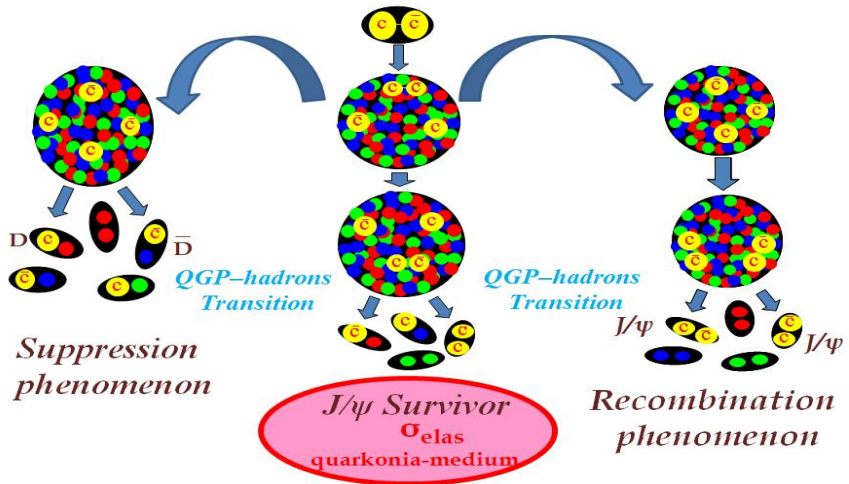 c – c̄
c̄
c c̄
c
c c̄
c̄ c
c̄
c c
c
D
c
c̄
D̄
c̄
c
QGP–hadrons
Transition
c̄ c
c c̄
QGP–hadrons
Transition
c c̄
c̄ c
c̄
c
c
c̄
J/ψ
c c̄
c̄
c
J/ψ
Suppression
phenomenon
J/ψ Survivor
σelas
quarkonia-medium
Recombination
phenomenon